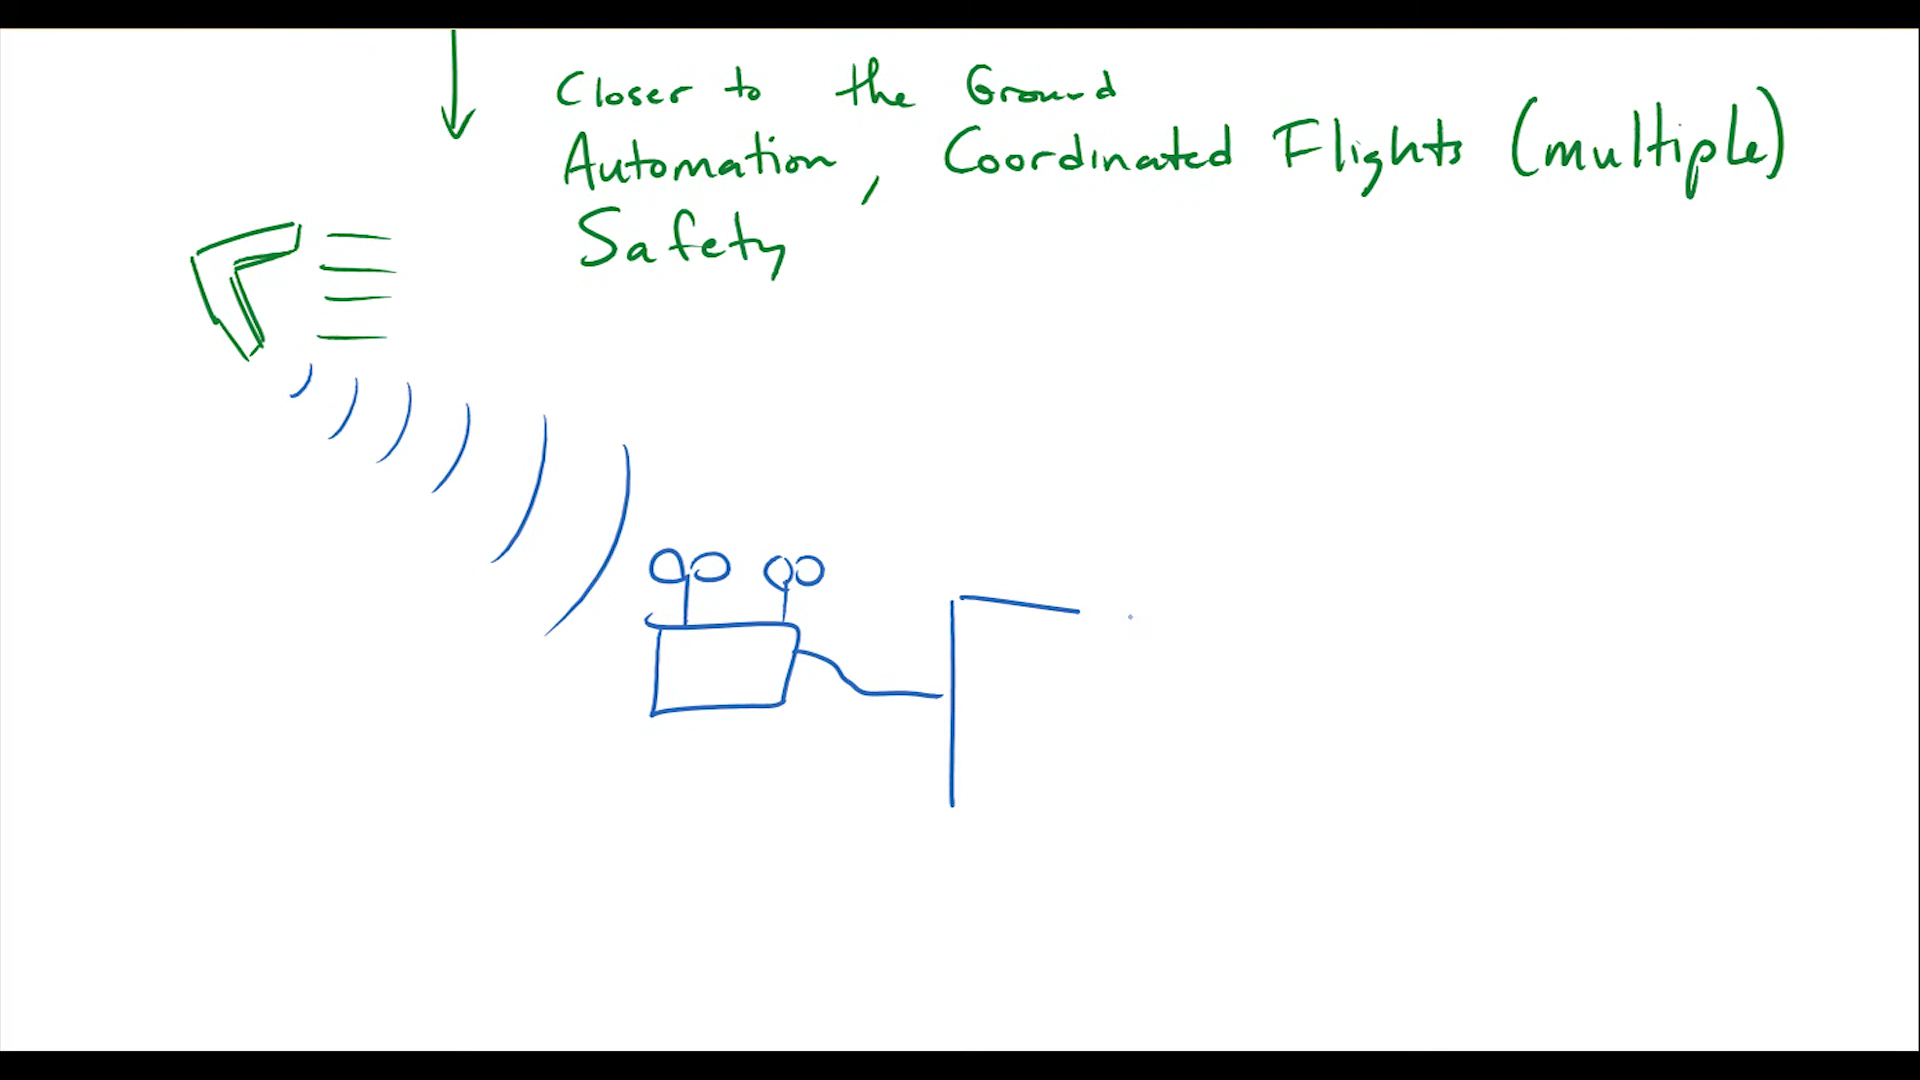 Closer to the Ground
Automation, Coordinated Flights (multiple)
Safety